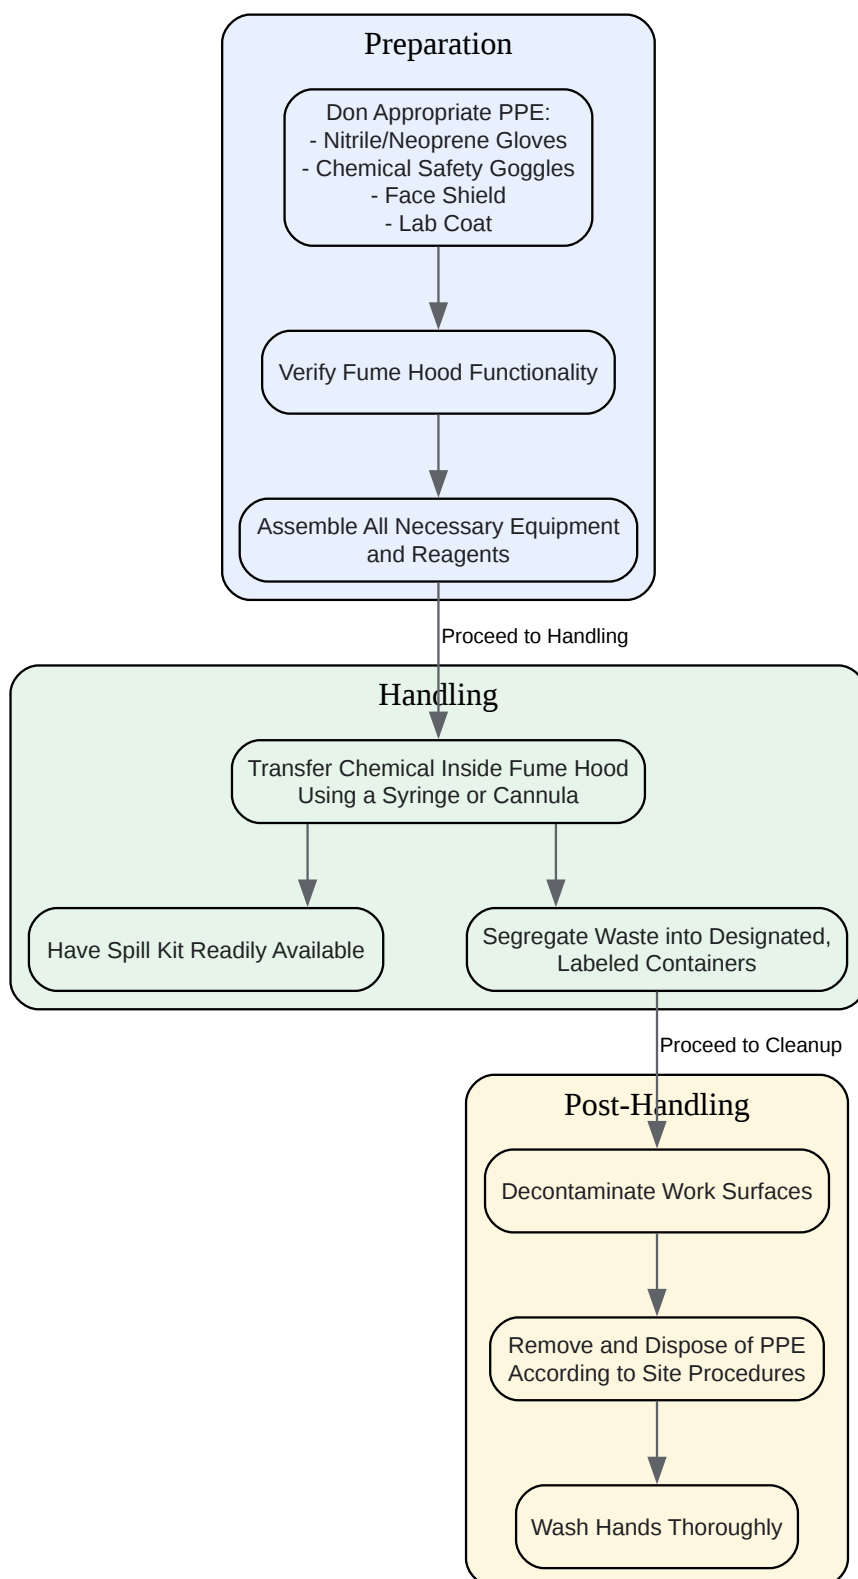 Preparation
Don Appropriate PPE:
- Nitrile/Neoprene Gloves
- Chemical Safety Goggles
- Face Shield
- Lab Coat
Verify Fume Hood Functionality
Assemble All Necessary Equipment
and Reagents
Proceed to Handling
Handling
Transfer Chemical Inside Fume Hood
Using a Syringe or Cannula
Have Spill Kit Readily Available
Segregate Waste into Designated,
Labeled Containers
Proceed to Cleanup
Post-Handling
Decontaminate Work Surfaces
Remove and Dispose of PPE
According to Site Procedures
Wash Hands Thoroughly